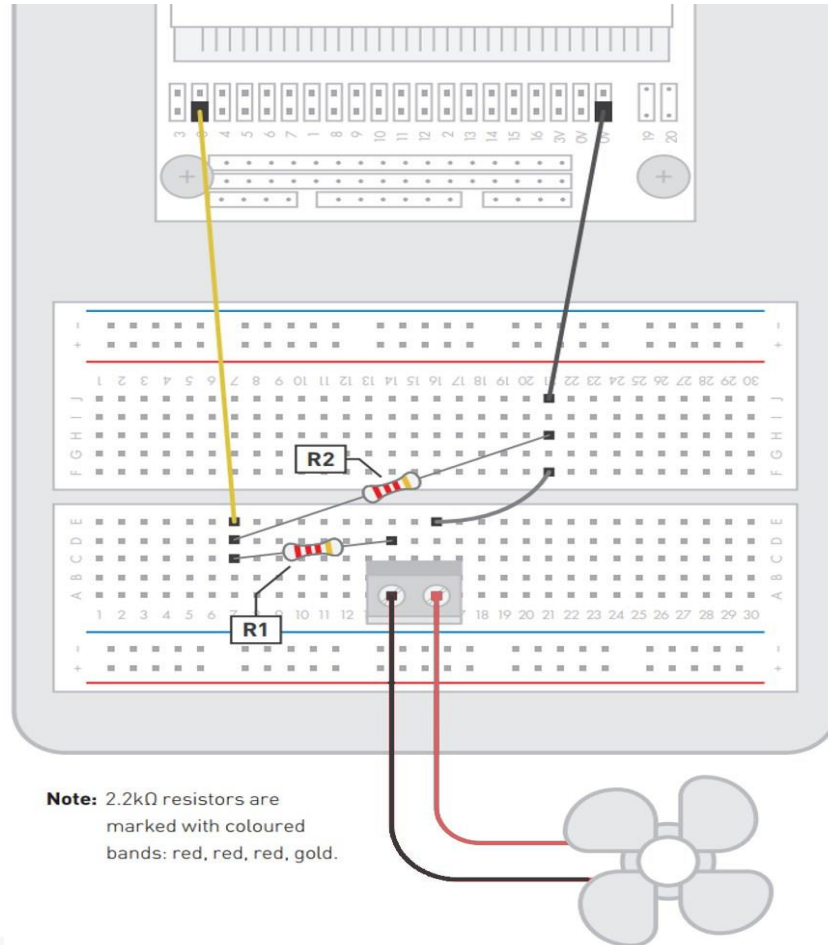 3 4 5 6 7 1 8 9 10 11 12 2 13 14 15 16 3V 0V 0V 19 20
- -
+ +
1 2 3 4 5 6 7 8 9 10 11 12 13 14 15 16 17 18 19 20 21 22 23 24 25 26 27 28 29 30
J J
I I
H H
G G
F F
R2
E E
D D
C C
B B
A A
1 2 3 4 5 6 7 9 10 11 12 18 19 20 21 22 23 24 25 26 27 28 29 30
R1
- -
+ +
Note: 2.2kΩ resistors are
marked with coloured
bands: red, red, red, gold.